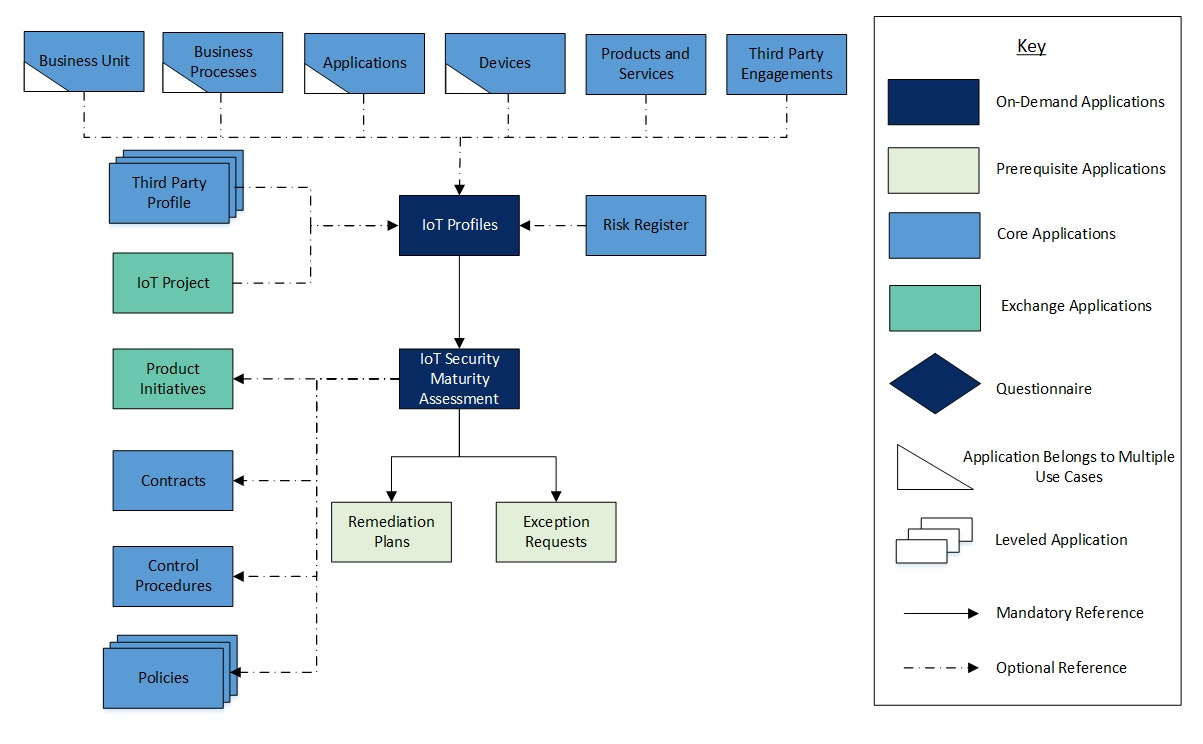 Business Unit
Business
Processes
Applications
Devices
Products and
Services
Third Party
Engagements
Third Party
Profile
IoT Profiles
Risk Register
IoT Project
Product
Initiatives
IoT Security
Maturity
Assessment
Contracts
Remediation
Plans
Exception
Requests
Control
Procedures
Policies
Key
On-Demand Applications
Prerequisite Applications
Core Applications
Exchange Applications
Questionnaire
Application Belongs to Multiple
Use Cases
Leveled Application
Mandatory Reference
Optional Reference